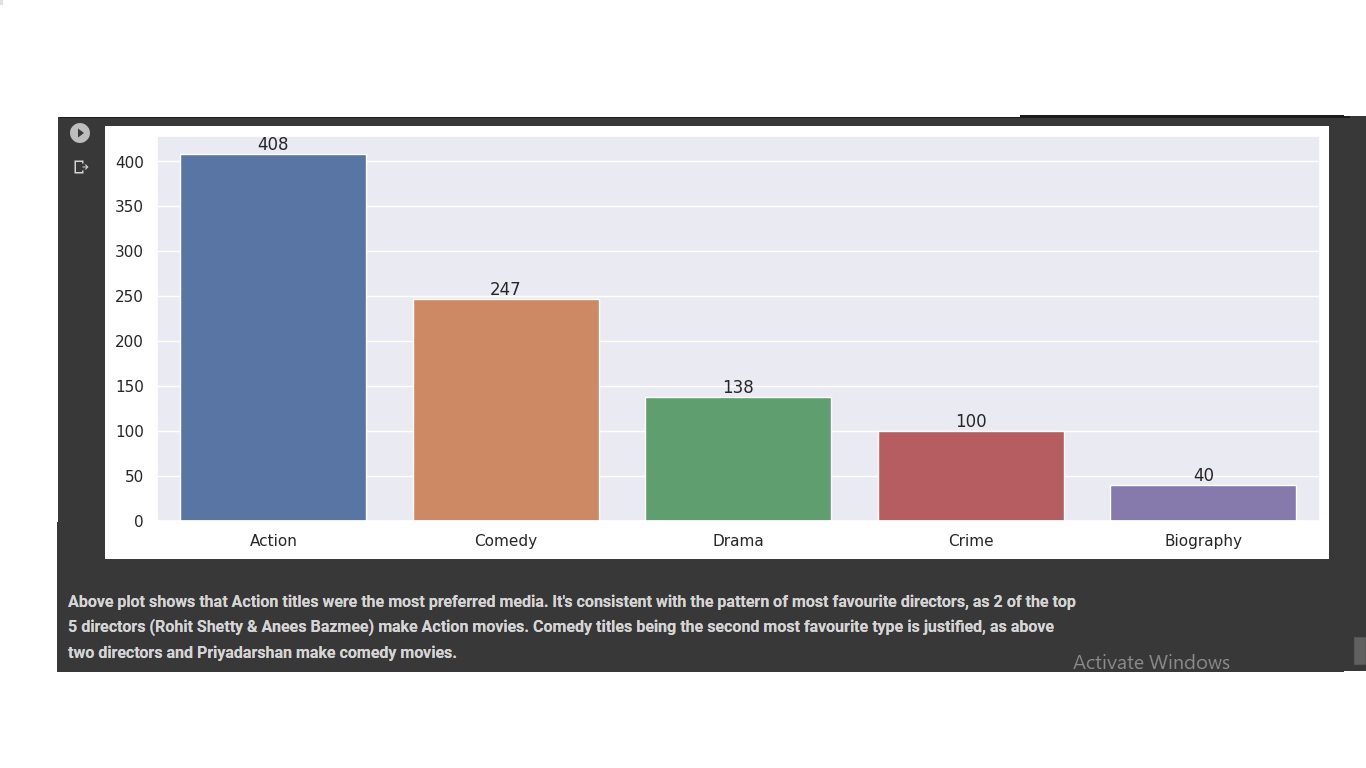 408
400
350
300
247
250
200
138
150
100
100
40
50
0
Action Comedy Drama Crime Biography
Above plot shows that Action titles were the most preferred media. It's consistent with the pattern of most favourite directors, as 2 of the top
5 directors (Rohit Shetty & Anees Bazmee) make Action movies. Comedy titles being the second most favourite type is justified, as above
two directors and Priyadarshan make comedy movies.
Activate Windows